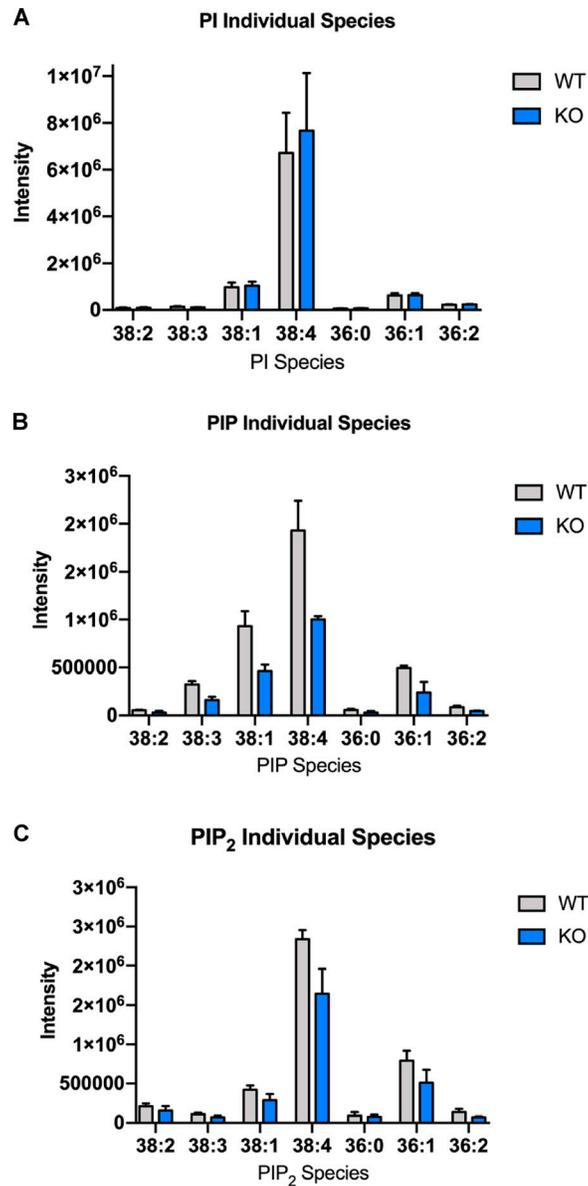 A
PI Individual Species
WT
KO
Intensity
1×10⁷
8×10⁶
6×10⁶
4×10⁶
2×10⁶
0
38:2 38:3 38:1 38:4 36:0 36:1 36:2
PI Species
B
PIP Individual Species
WT
KO
Intensity
3×10⁶
2×10⁶
2×10⁶
1×10⁶
500000
0
38:2 38:3 38:1 38:4 36:0 36:1 36:2
PIP Species
C
PIP₂ Individual Species
WT
KO
Intensity
3×10⁶
3×10⁶
2×10⁶
2×10⁶
1×10⁶
500000
0
38:2 38:3 38:1 38:4 36:0 36:1 36:2
PIP₂ Species